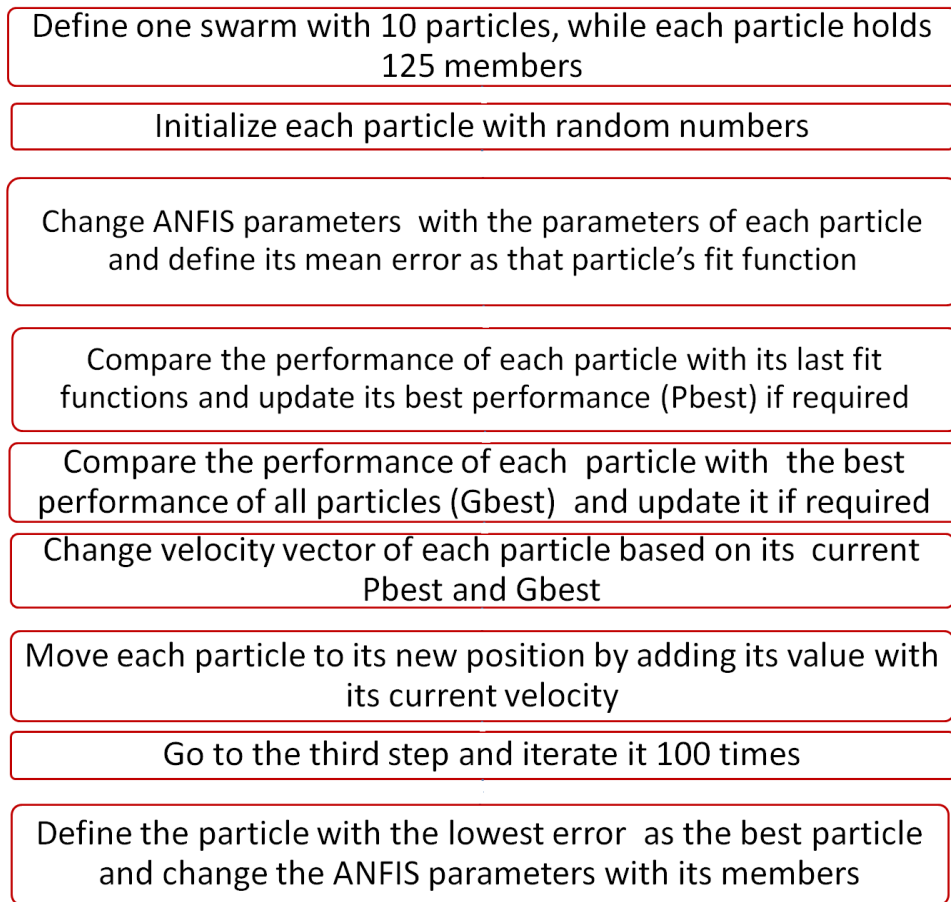 Define one swarm with 10 particles, while each particle holds
125 members
Initialize each particle with random numbers
Change ANFIS parameters with the parameters of each particle
and define its mean error as that particle's fit function
Compare the performance of each particle with its last fit
functions and update its best performance (Pbest) if required
Compare the performance of each particle with the best
performance of all particles (Gbest) and update it if required
Change velocity vector of each particle based on its current
Pbest and Gbest
Move each particle to its new position by adding its value with
its current velocity
Go to the third step and iterate it 100 times
Define the particle with the lowest error as the best particle
and change the ANFIS parameters with its members